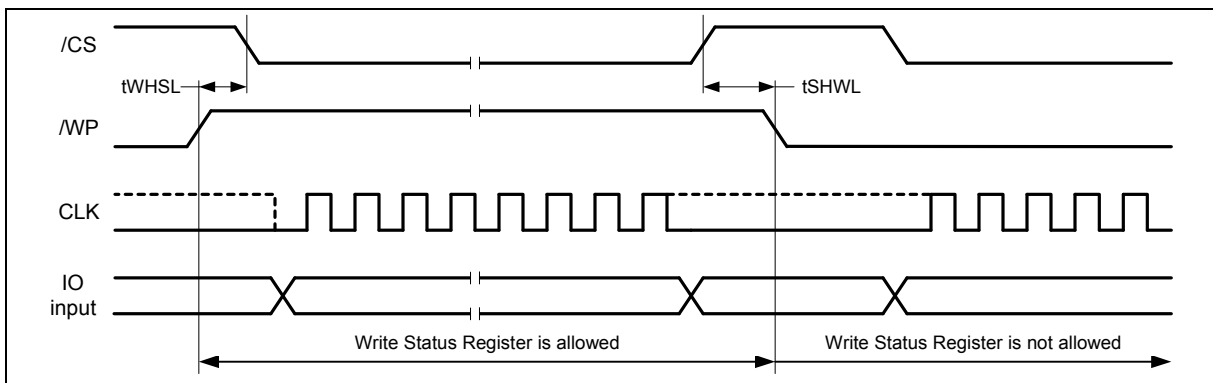 /CS
tWHSL
tSHWL
/WP
CLK
IO
input
Write Status Register is allowed
Write Status Register is not allowed